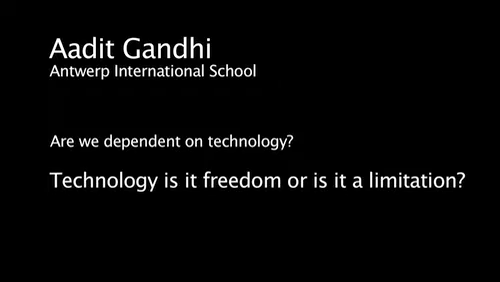 Aadit Gandhi
Antwerp International School
Are we dependent on technology?
Technology is it freedom or is it a limitation?